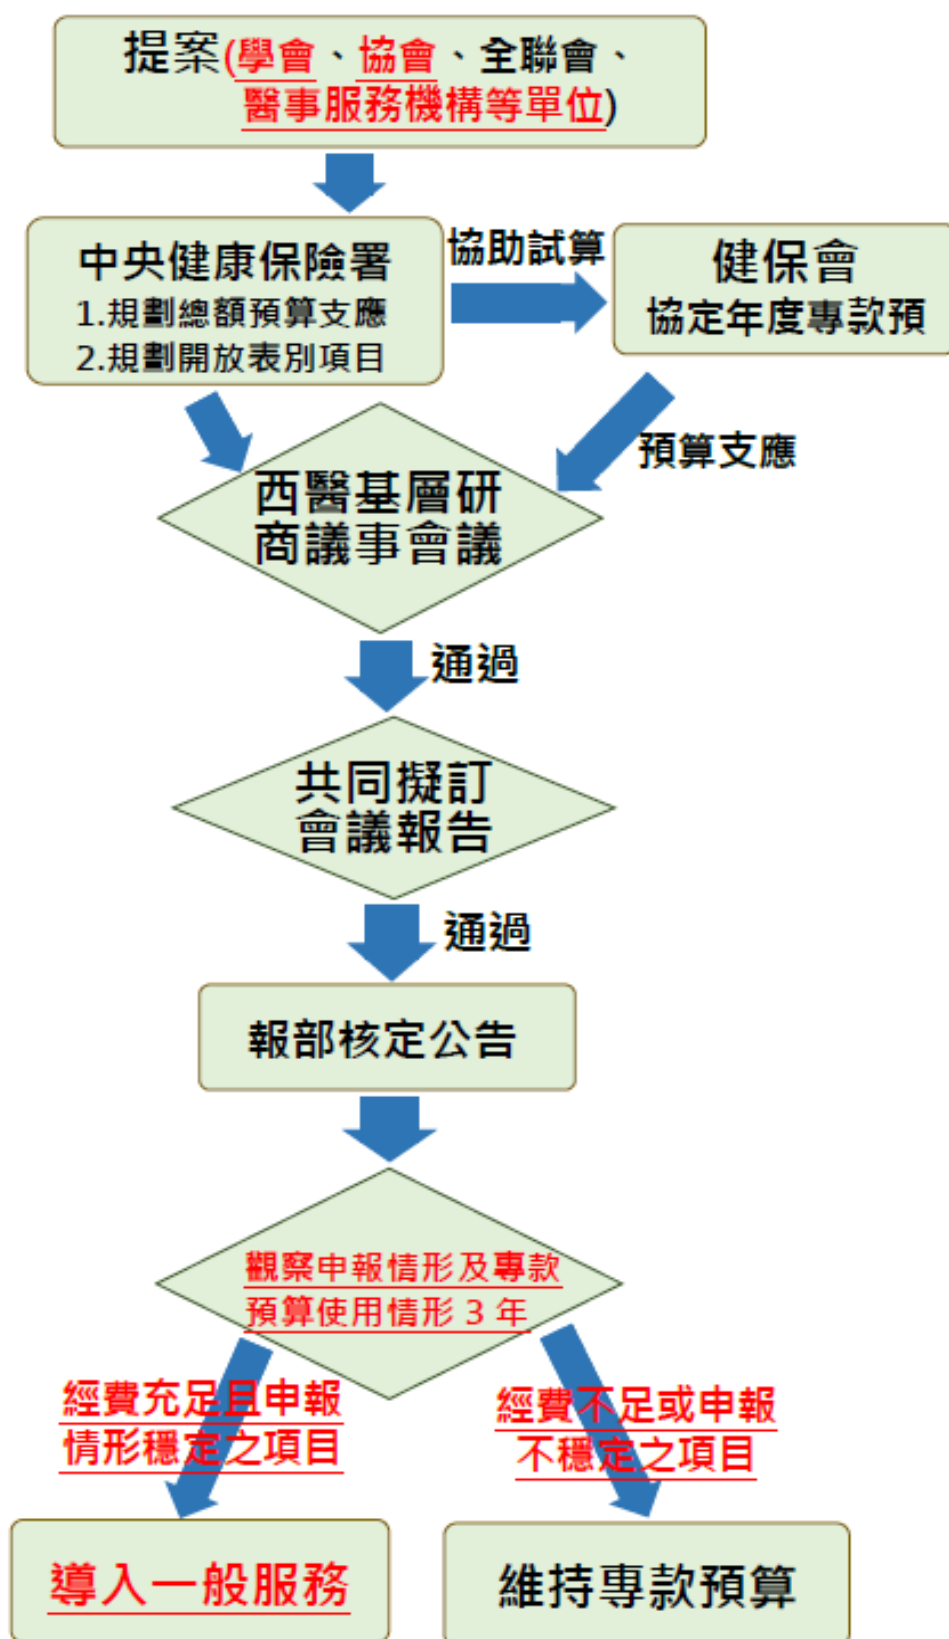 提案(學會、協會、全聯會、
醫事服務機構等單位)
中央健康保險署
1.規劃總額預算支應
2.規劃開放表別項目
協助試算
健保會
協定年度專款預
預算支應
西醫基層研
商議事會議
通過
共同擬訂
會議報告
通過
報部核定公告
觀察申報情形及專款
預算使用情形 3 年
經費充足且申報
情形穩定之項目
經費不足或申報
不穩定之項目
導入一般服務
維持專款預算